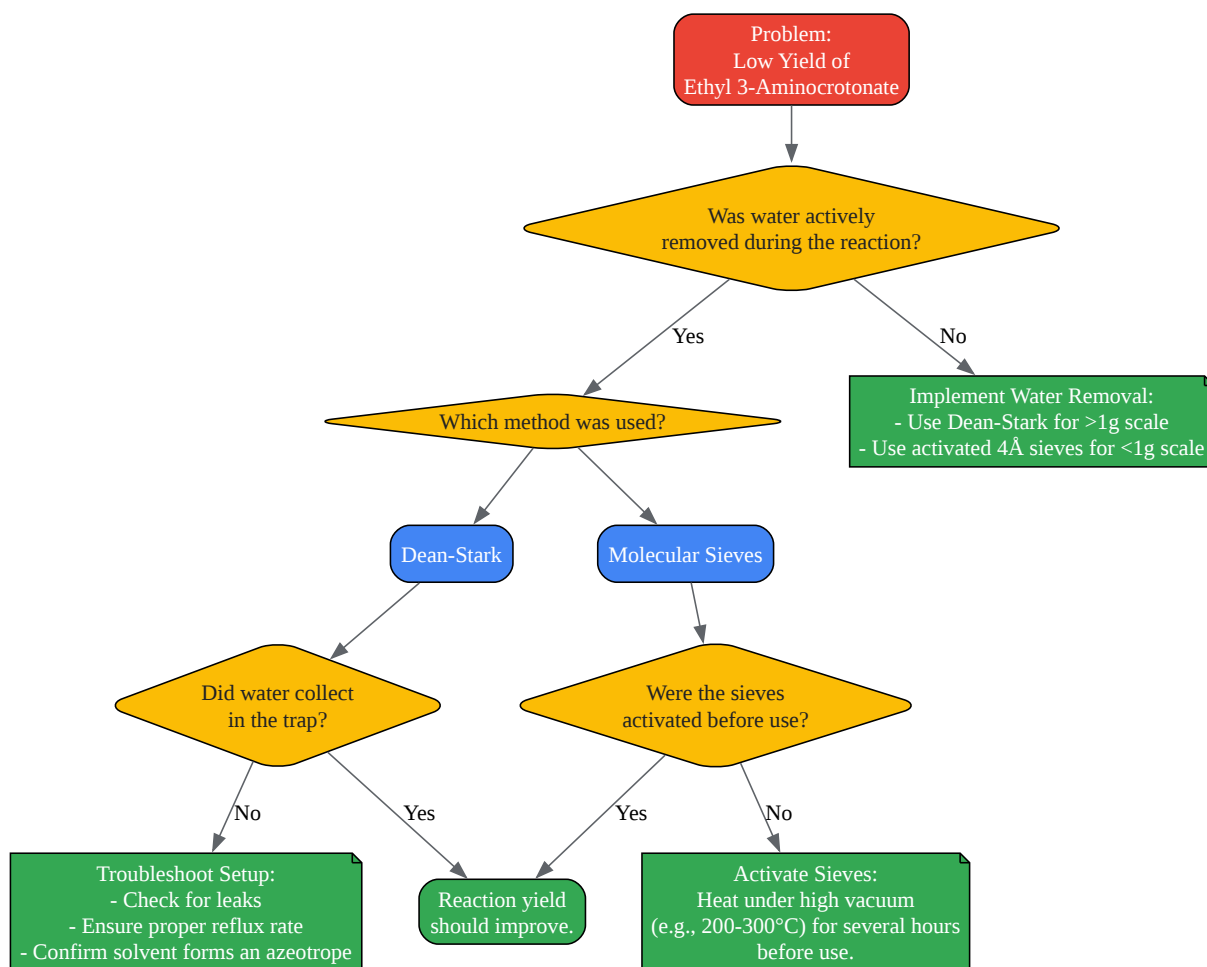 Problem:
Low Yield of
Ethyl 3-Aminocrotonate
Was water actively
removed during the reaction?
Yes
No
Which method was used?
Implement Water Removal:
- Use Dean-Stark for >1g scale
- Use activated 4Å sieves for <1g scale
Dean-Stark
Molecular Sieves
Did water collect
in the trap?
Were the sieves
activated before use?
No
Yes
Yes
No
Troubleshoot Setup:
- Check for leaks
- Ensure proper reflux rate
- Confirm solvent forms an azeotrope
Reaction yield
should improve.
Activate Sieves:
Heat under high vacuum
(e.g., 200-300°C) for several hours
before use.